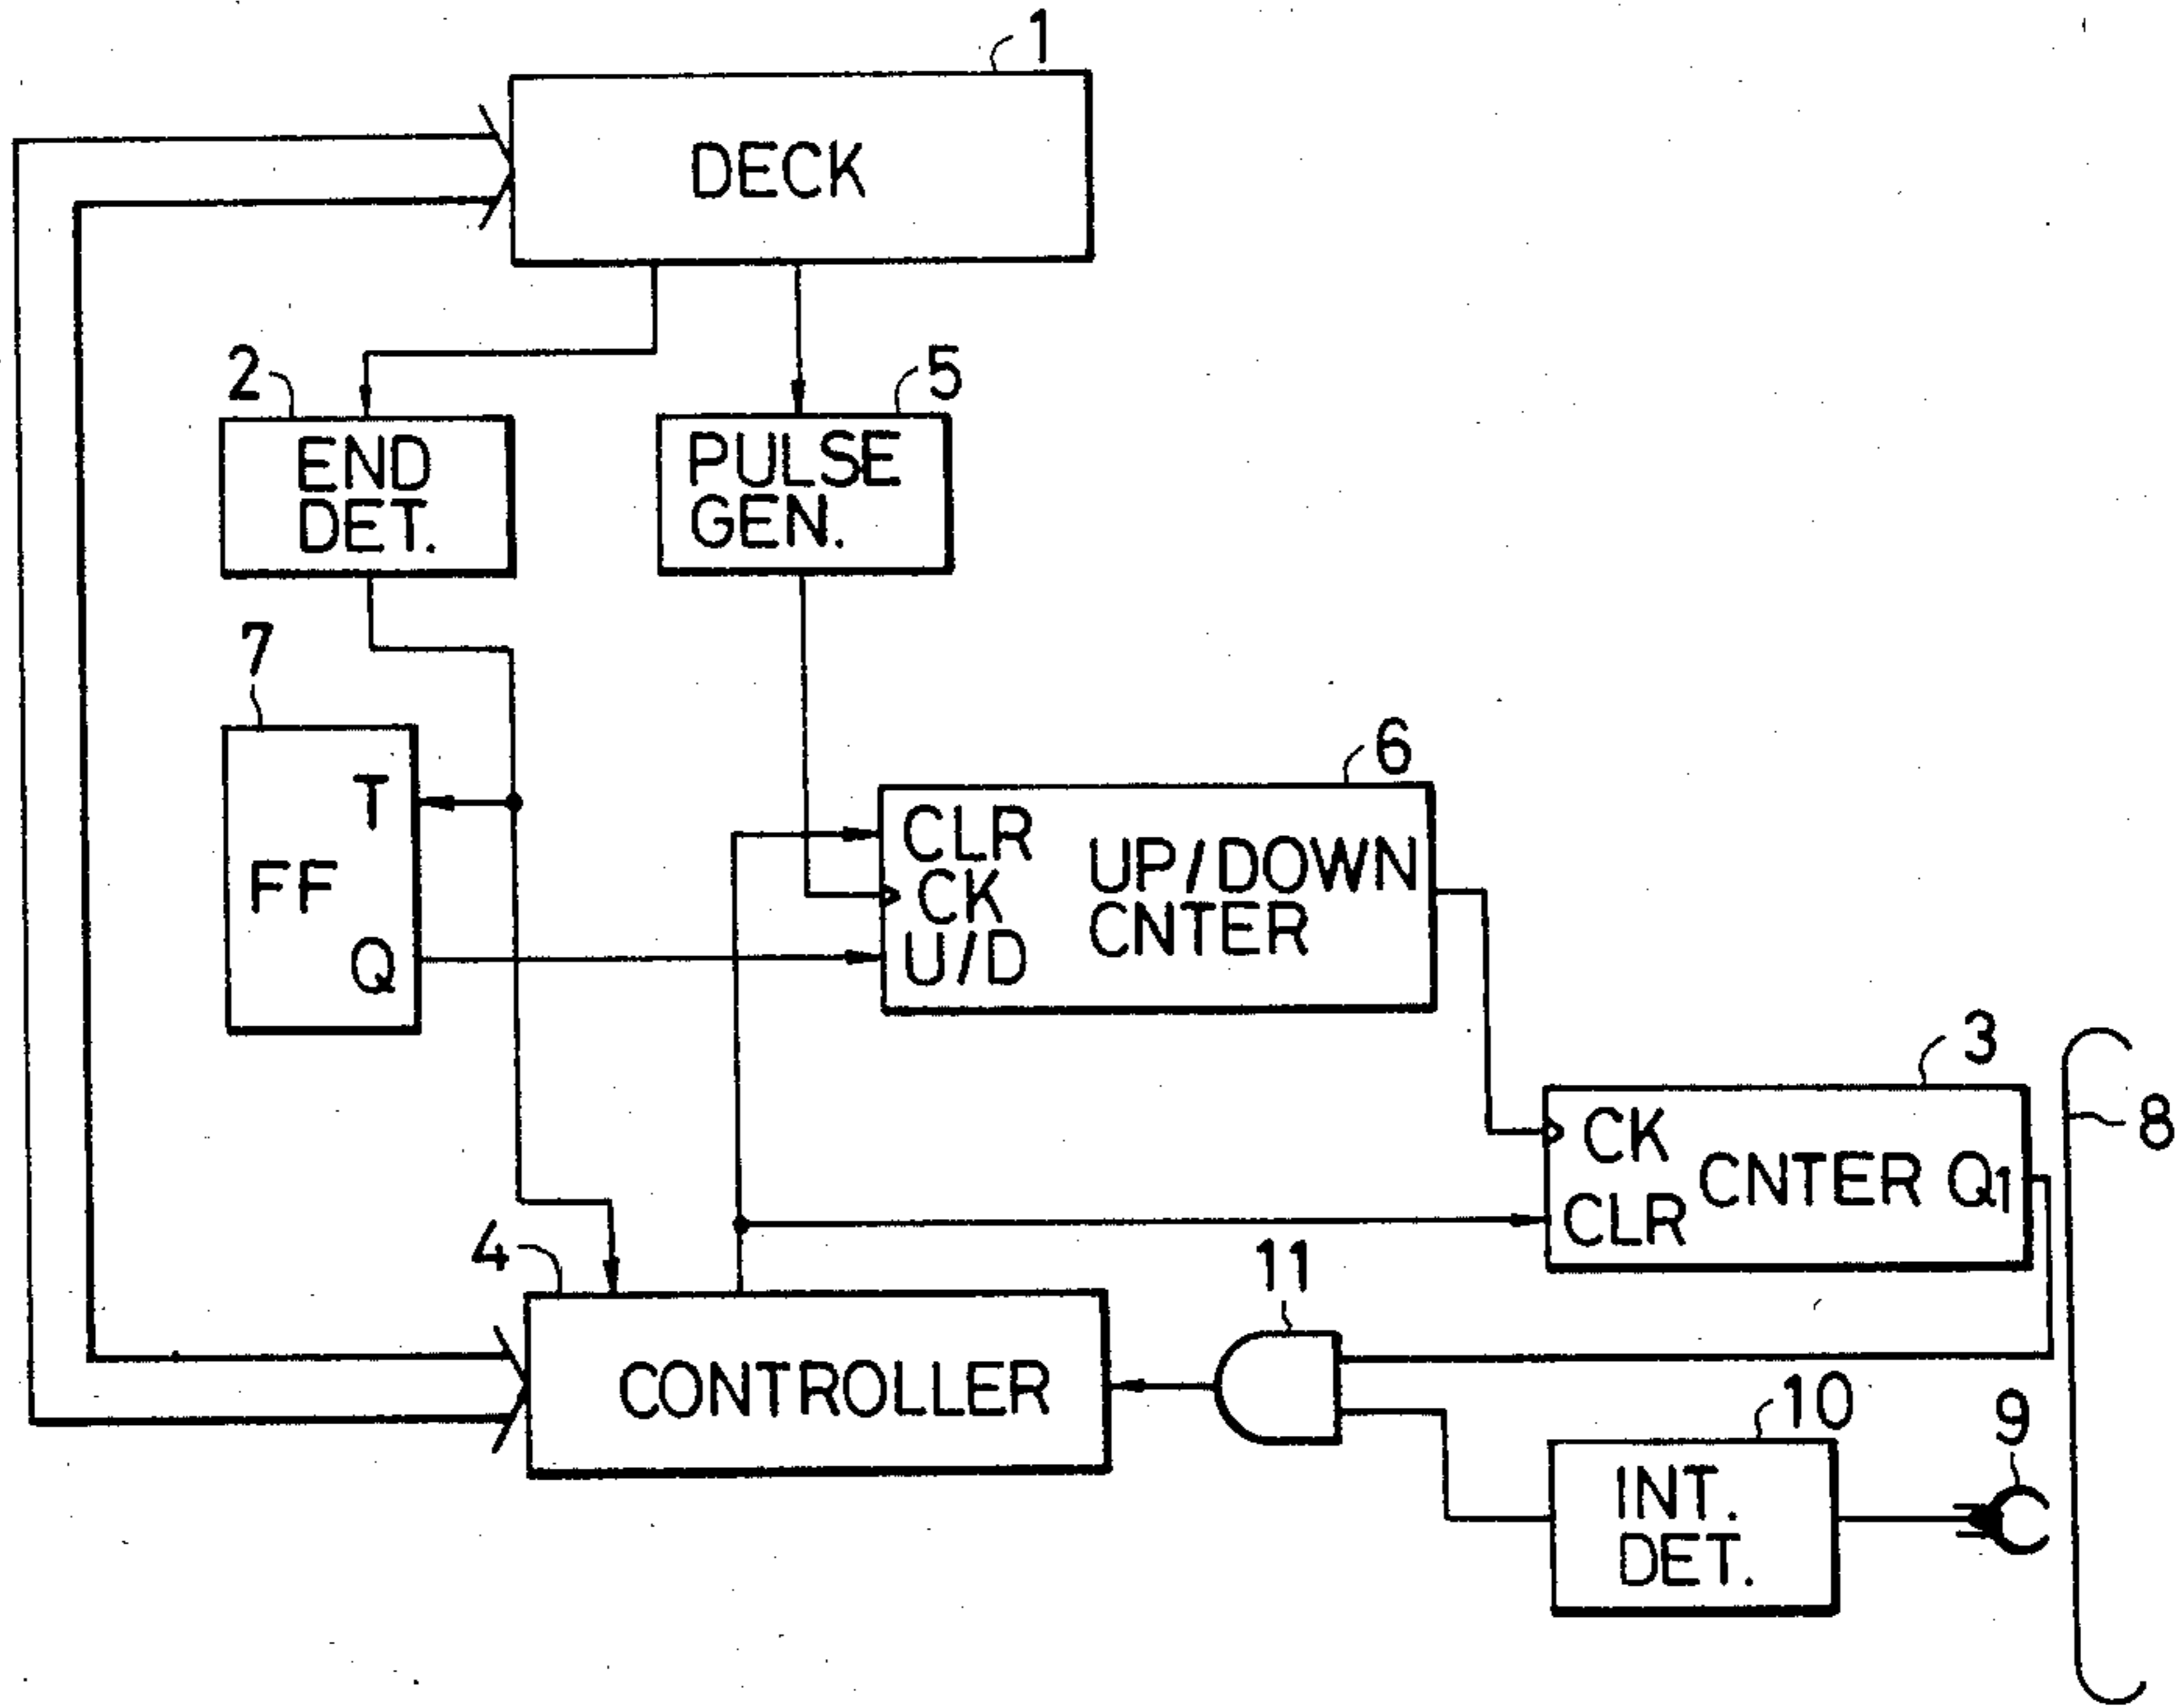 1
DECK
2
END
DET.
5
PULSE
GEN.
7
T
FF
Q
6
CLR
CK
U/D
UP/DOWN
CNTER
3
CK
CLR
CNTER Q1
8
4
CONTROLLER
11
10
INT.
DET.
9